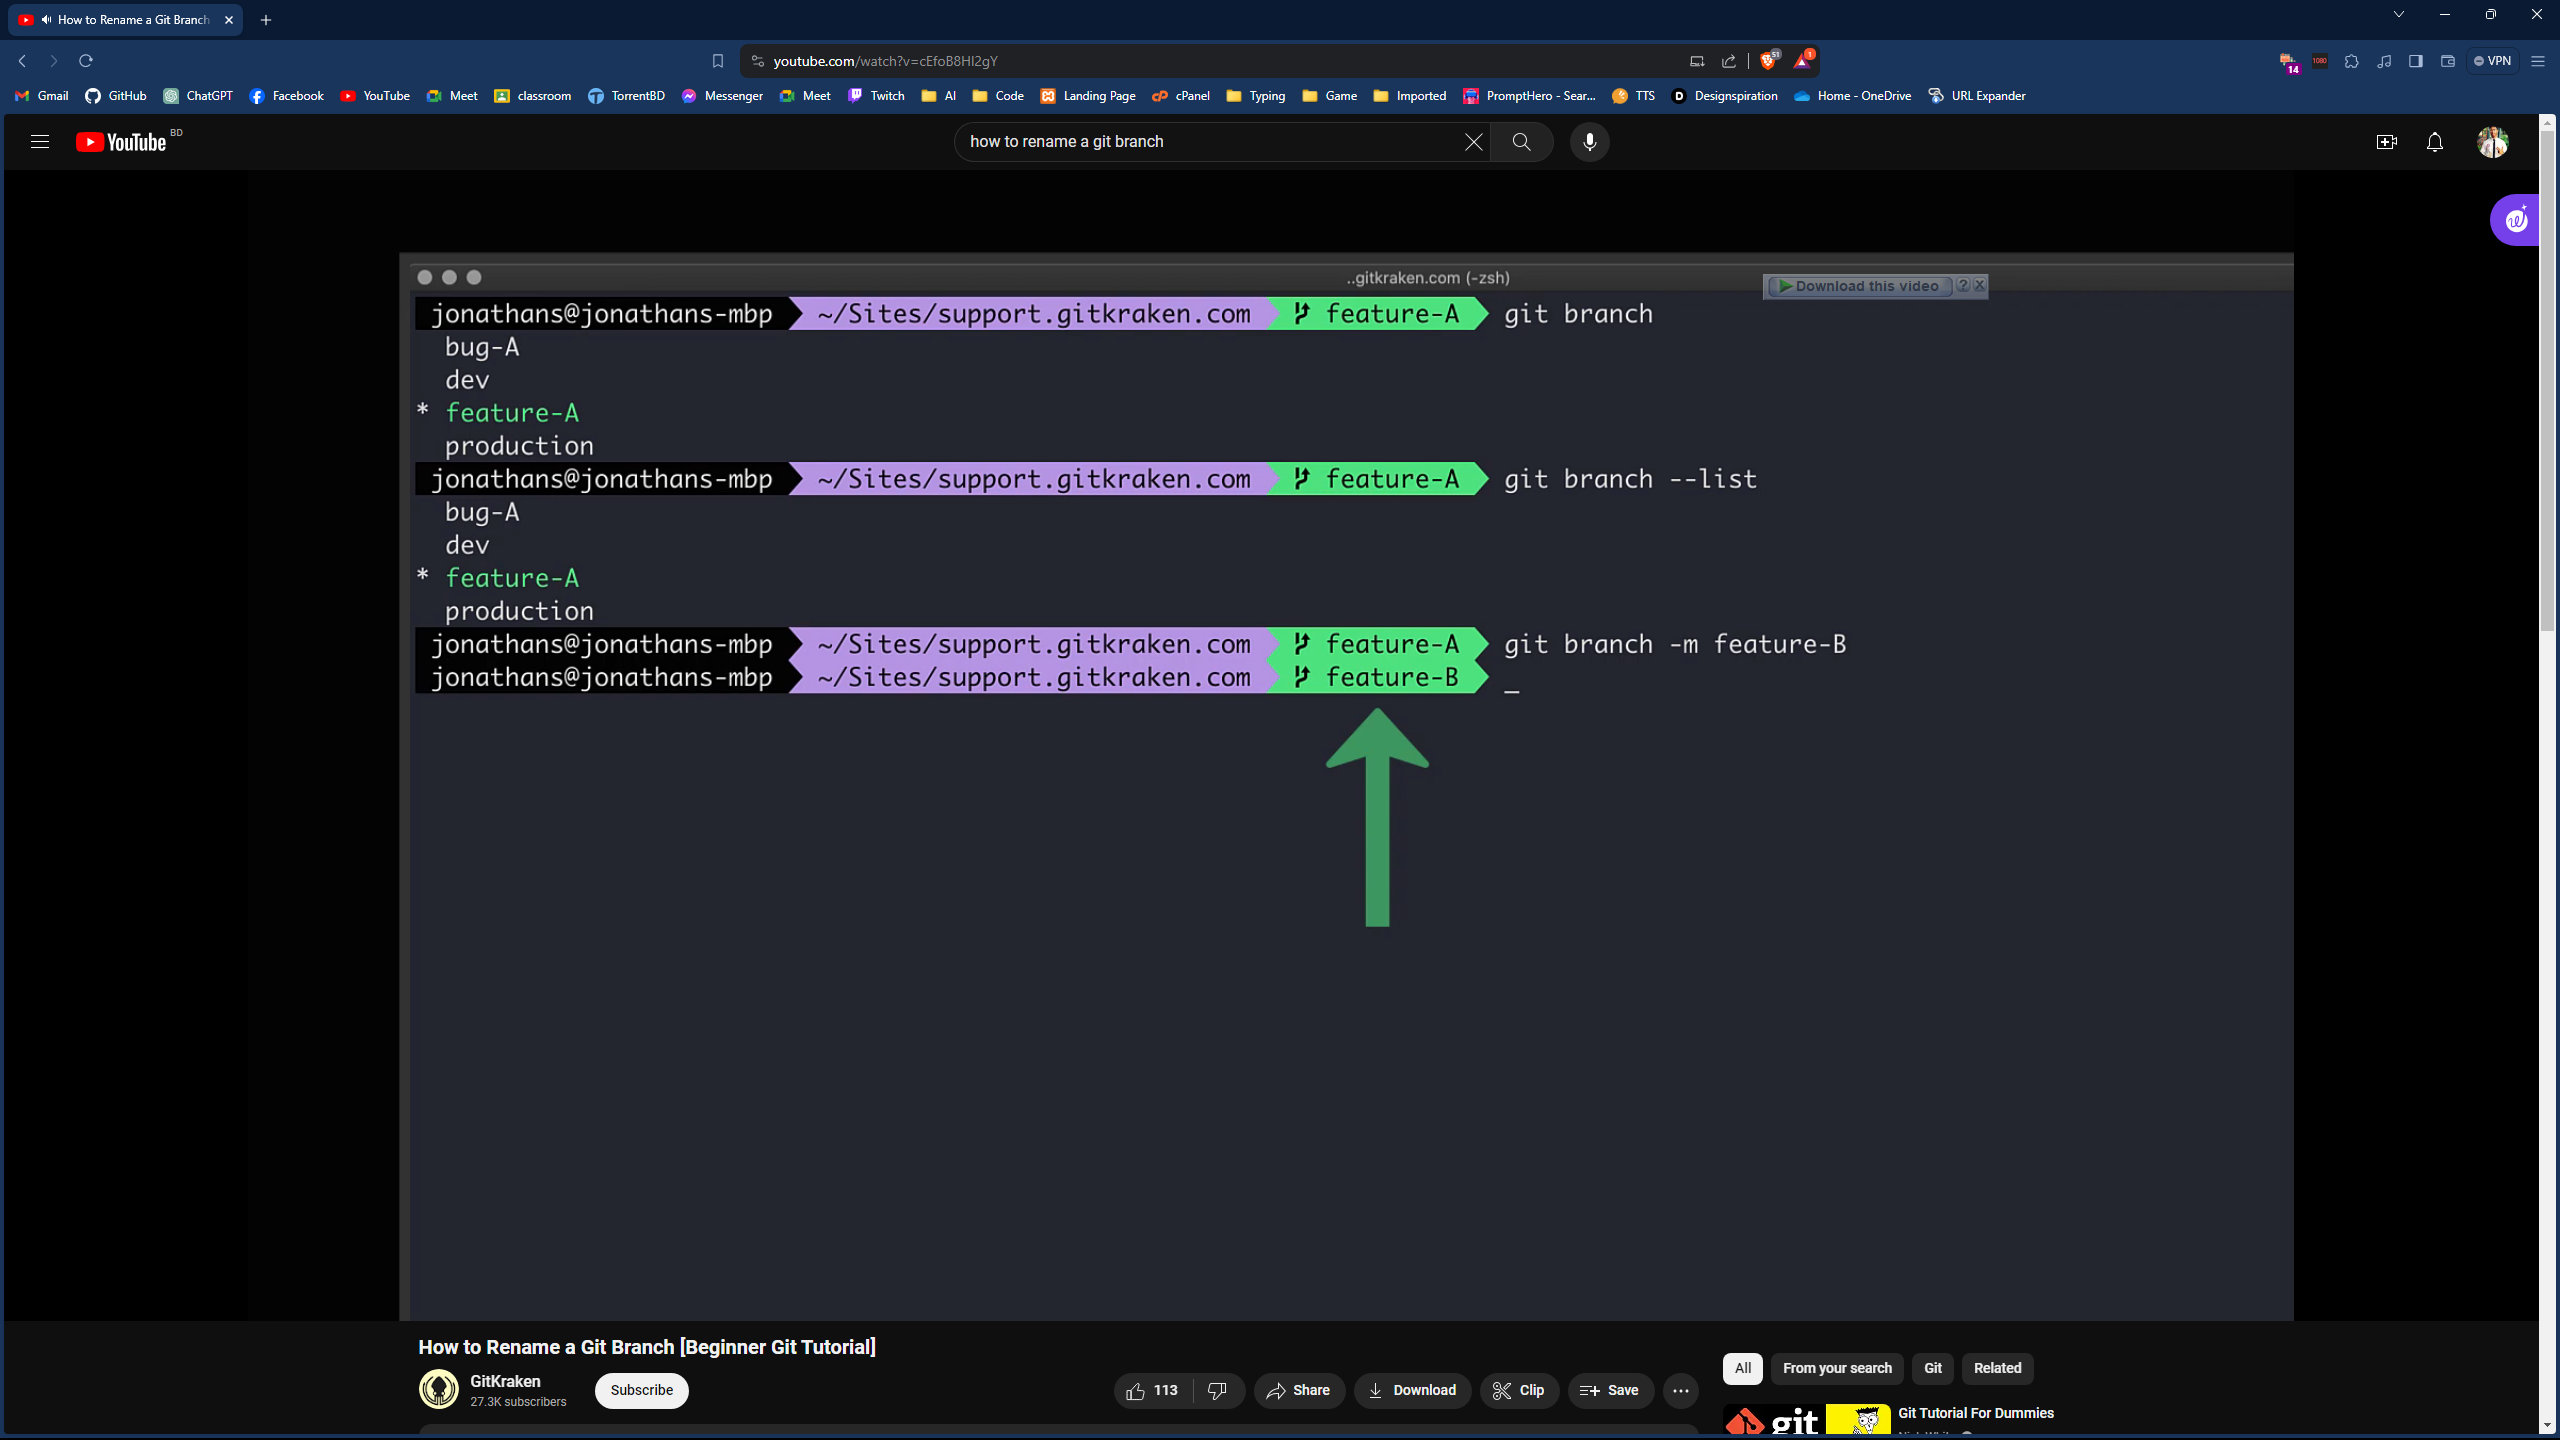 How to Rename a Git Branch
youtube.com/watch?v=cEfoB8HI2gY
51
1
14
1080
VPN
Gmail GitHub ChatGPT Facebook YouTube Meet classroom TorrentBD Messenger Meet Twitch AI Code Landing Page cPanel Typing Game Imported PromptHero - Sear... TTS Designspiration Home - OneDrive URL Expander
YouTube BD
how to rename a git branch
..gitkraken.com (-zsh)
Download this video ? X
jonathans@jonathans-mbp ~/Sites/support.gitkraken.com feature-A git branch
bug-A
dev
* feature-A
production
jonathans@jonathans-mbp ~/Sites/support.gitkraken.com feature-A git branch --list
bug-A
dev
* feature-A
production
jonathans@jonathans-mbp ~/Sites/support.gitkraken.com feature-A git branch -m feature-B
jonathans@jonathans-mbp ~/Sites/support.gitkraken.com feature-B _
How to Rename a Git Branch [Beginner Git Tutorial]
GitKraken
27.3K subscribers
Subscribe
113
Share
Download
Clip
Save
All From your search Git Related
git
Git Tutorial For Dummies